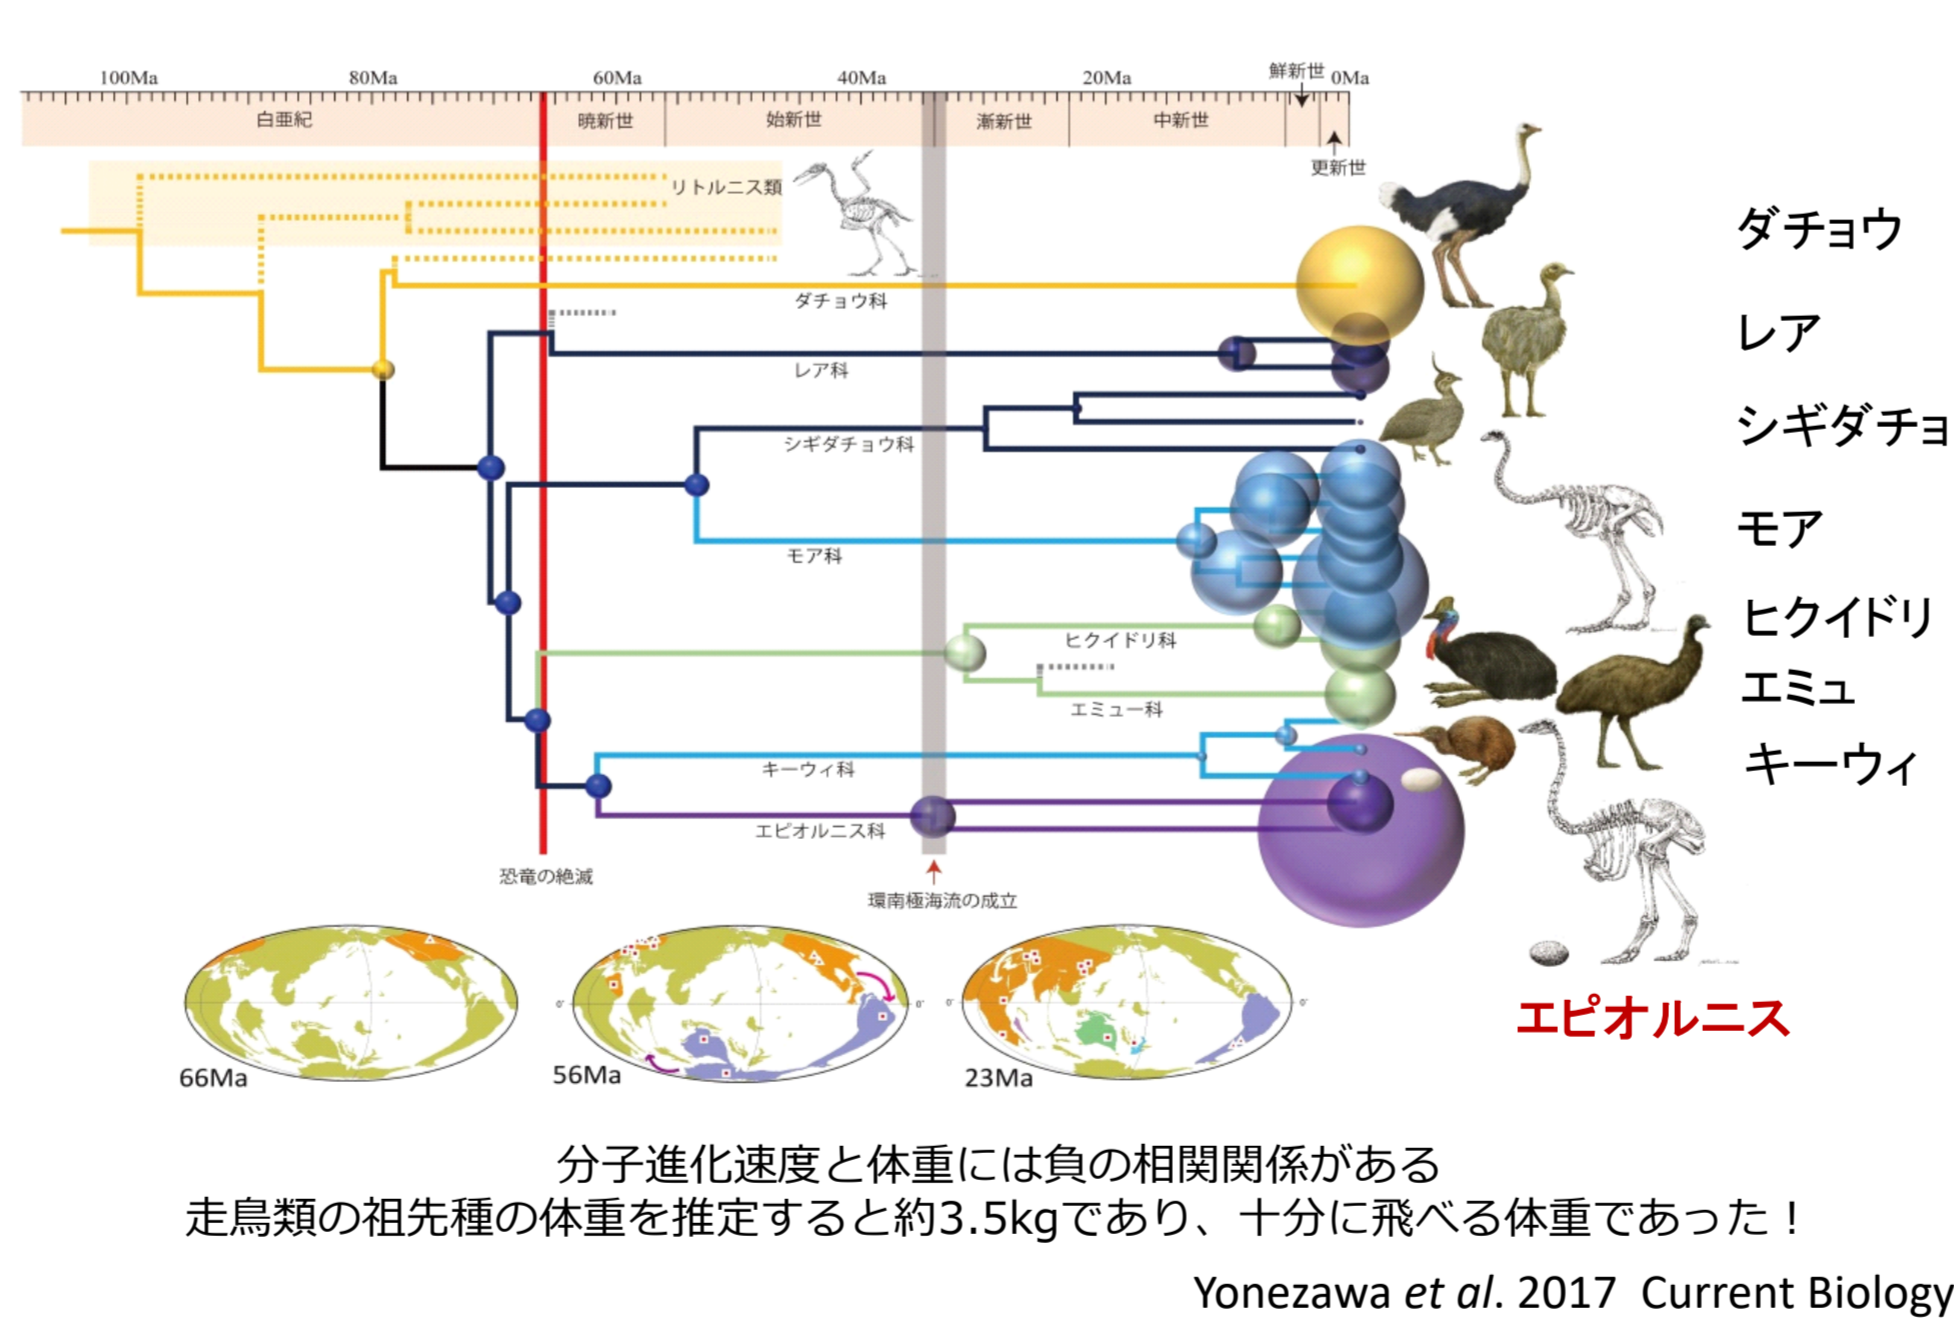 100Ma 80Ma 60Ma 40Ma 20Ma 鮮新世 0Ma
白亜紀 暁新世 始新世 漸新世 中新世
更新世
リトルニス類
ダチョウ
ダチョウ科
レア
レア科
シギダチョ
シギダチョウ科
モア
モア科
ヒクイドリ
ヒクイドリ科
エミュ
エミュー科
キーウィ
キーウィ科
エピオルニス科
恐竜の絶滅
環南極海流の成立
0° 0° 0° 0°
66Ma 56Ma 23Ma
エピオルニス
分子進化速度と体重には負の相関関係がある
走鳥類の祖先種の体重を推定すると約3.5kgであり、十分に飛べる体重であった！
Yonezawa et al. 2017 Current Biology